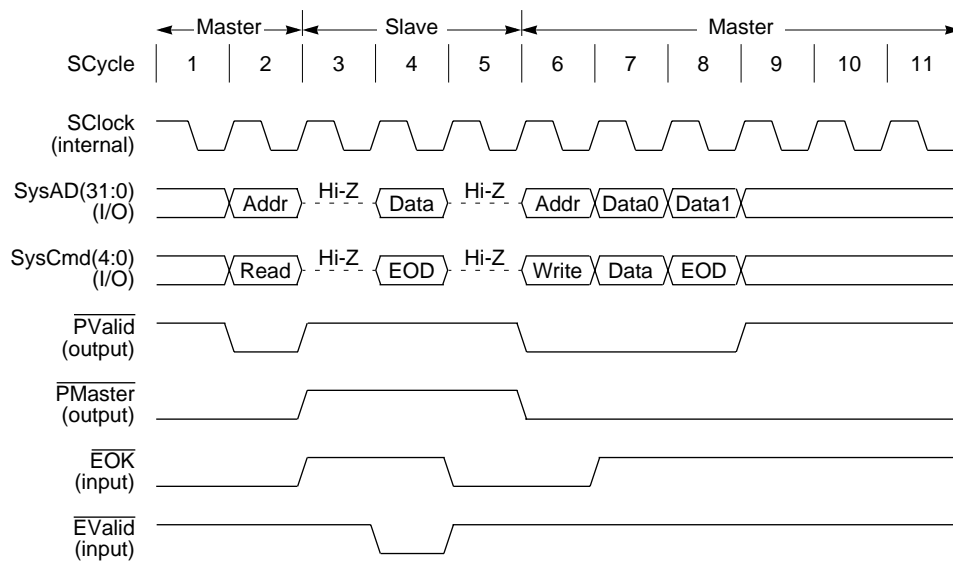 Master Slave Master
SCycle 1 2 3 4 5 6 7 8 9 10 11
SClock
(internal)
SysAD(31:0)
(I/O)
Addr Hi-Z Data Hi-Z Addr Data0 Data1
SysCmd(4:0)
(I/O)
Read Hi-Z EOD Hi-Z Write Data EOD
PValid
(output)
PMaster
(output)
EOK
(input)
EValid
(input)